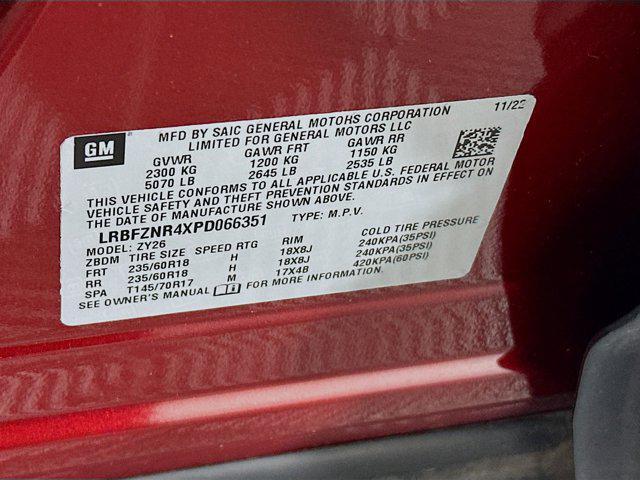 GM
MFD BY SAIC GENERAL MOTORS CORPORATION 11/22
LIMITED FOR GENERAL MOTORS LLC
GVWR GAWR FRT GAWR RR
2300 KG 1200 KG 1150 KG
5070 LB 2645 LB 2535 LB
THIS VEHICLE CONFORMS TO ALL APPLICABLE U.S. FEDERAL MOTOR
VEHICLE SAFETY AND THEFT PREVENTION STANDARDS IN EFFECT ON
THE DATE OF MANUFACTURE SHOWN ABOVE.
LRBFZNR4XPD066351 TYPE: M.P.V.
MODEL: ZY26
ZBDM TIRE SIZE SPEED RTG RIM COLD TIRE PRESSURE
FRT 235/60R18 H 18X8J 240KPA(35PSI)
RR 235/60R18 H 18X8J 240KPA(35PSI)
SPA T145/70R17 M 17X4B 420KPA(60PSI)
SEE OWNER'S MANUAL FOR MORE INFORMATION.